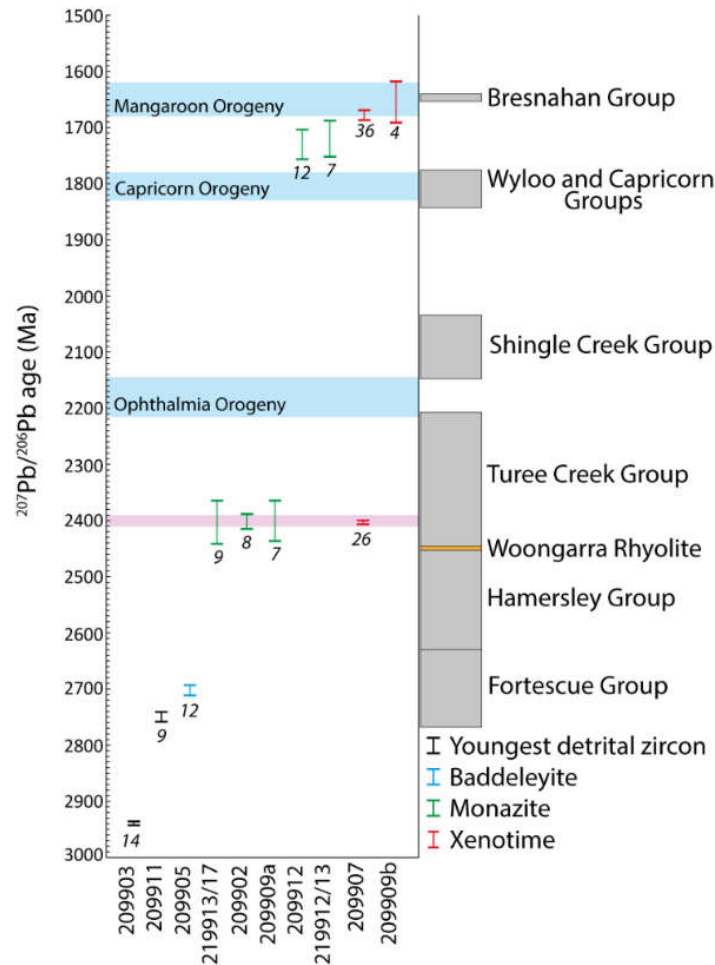 1500
1600
1700
1800
1900
2000
2100
2200
2300
2400
2500
2600
2700
2800
2900
3000
207Pb/206Pb age (Ma)
Mangaroon Orogeny
Capricorn Orogeny
Ophthalmia Orogeny
36
4
12
7
9
8
7
26
12
9
14
209903
209911
209905
219913/17
209902
209909a
209912
219912/13
209907
209909b
Bresnahan Group
Wyloo and Capricorn
Groups
Shingle Creek Group
Turee Creek Group
Woongarra Rhyolite
Hamersley Group
Fortescue Group
Youngest detrital zircon
Baddeleyite
Monazite
Xenotime